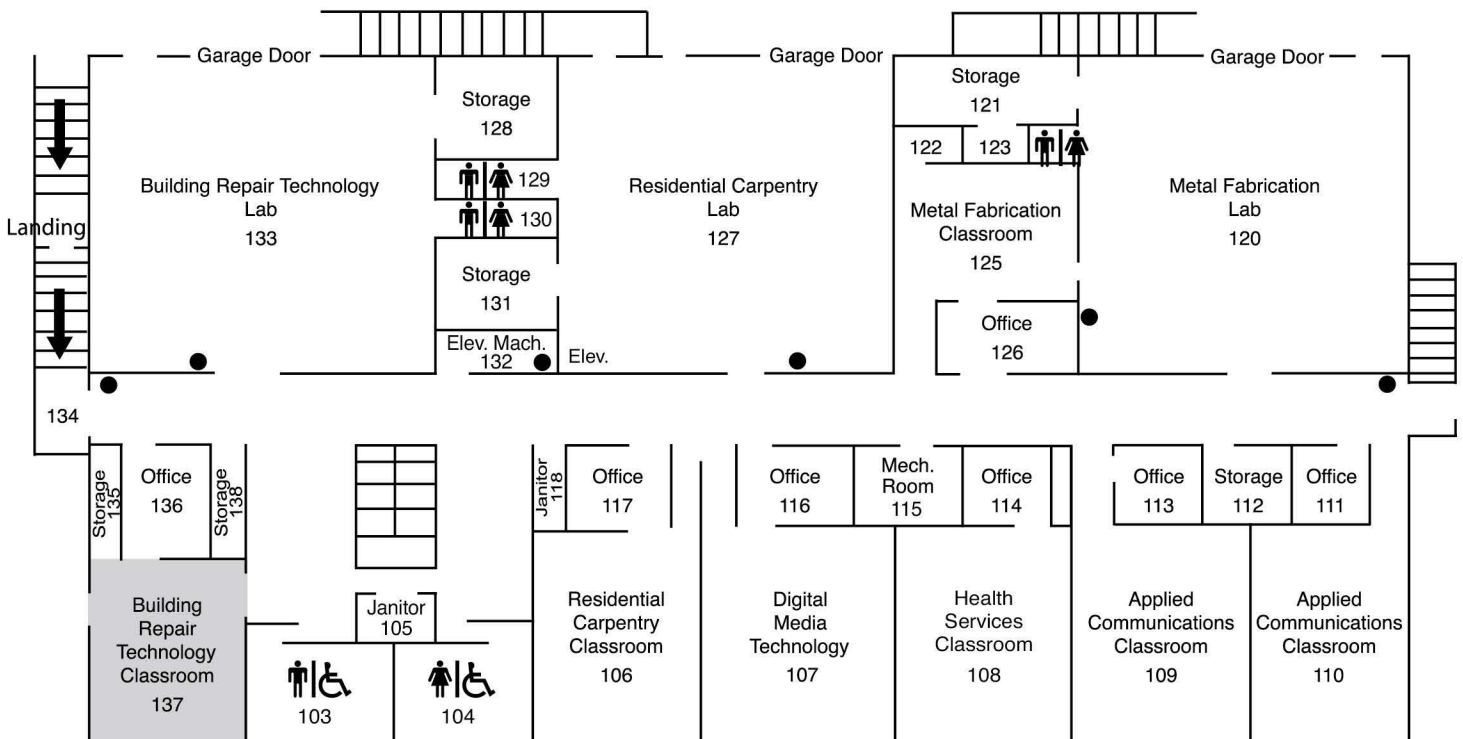 Garage Door
Garage Door
Garage Door
Storage
128
Storage
121
122
123
129
130
Building Repair Technology
Lab
133
Residential Carpentry
Lab
127
Metal Fabrication
Classroom
125
Metal Fabrication
Lab
120
Landing
Storage
131
Office
126
Elev. Mach.
132
Elev.
134
Storage
135
Office
136
Storage
138
Janitor
118
Office
117
Office
116
Mech.
Room
115
Office
114
Office
113
Storage
112
Office
111
Building
Repair
Technology
Classroom
137
Janitor
105
103
104
Residential
Carpentry
Classroom
106
Digital
Media
Technology
107
Health
Services
Classroom
108
Applied
Communications
Classroom
109
Applied
Communications
Classroom
110